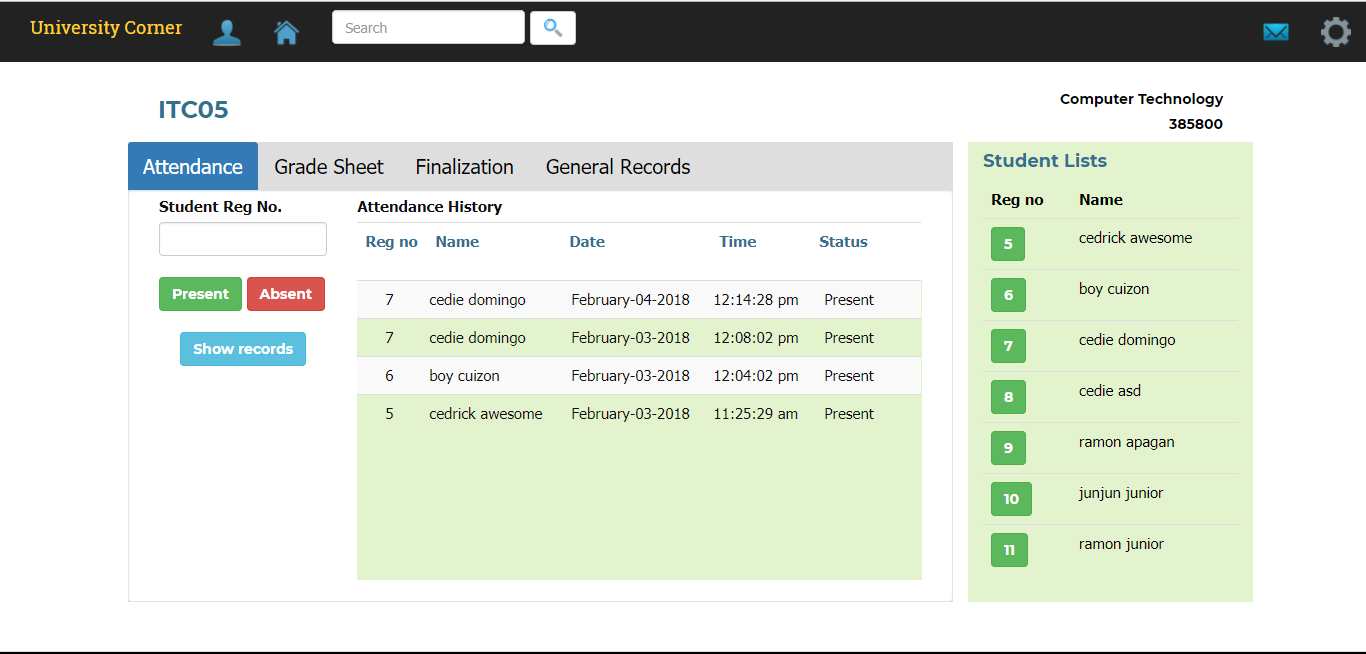 University Corner Search
ITC05
Computer Technology
385800
Attendance Grade Sheet Finalization General Records
Student Reg No.
Present Absent
Show records
Attendance History
Reg no Name Date Time Status
7 cedie domingo February-04-2018 12:14:28 pm Present
7 cedie domingo February-03-2018 12:08:02 pm Present
6 boy cuizon February-03-2018 12:04:02 pm Present
5 cedrick awesome February-03-2018 11:25:29 am Present
Student Lists
Reg no Name
5 cedrick awesome
6 boy cuizon
7 cedie domingo
8 cedie asd
9 ramon apagan
10 junjun junior
11 ramon junior